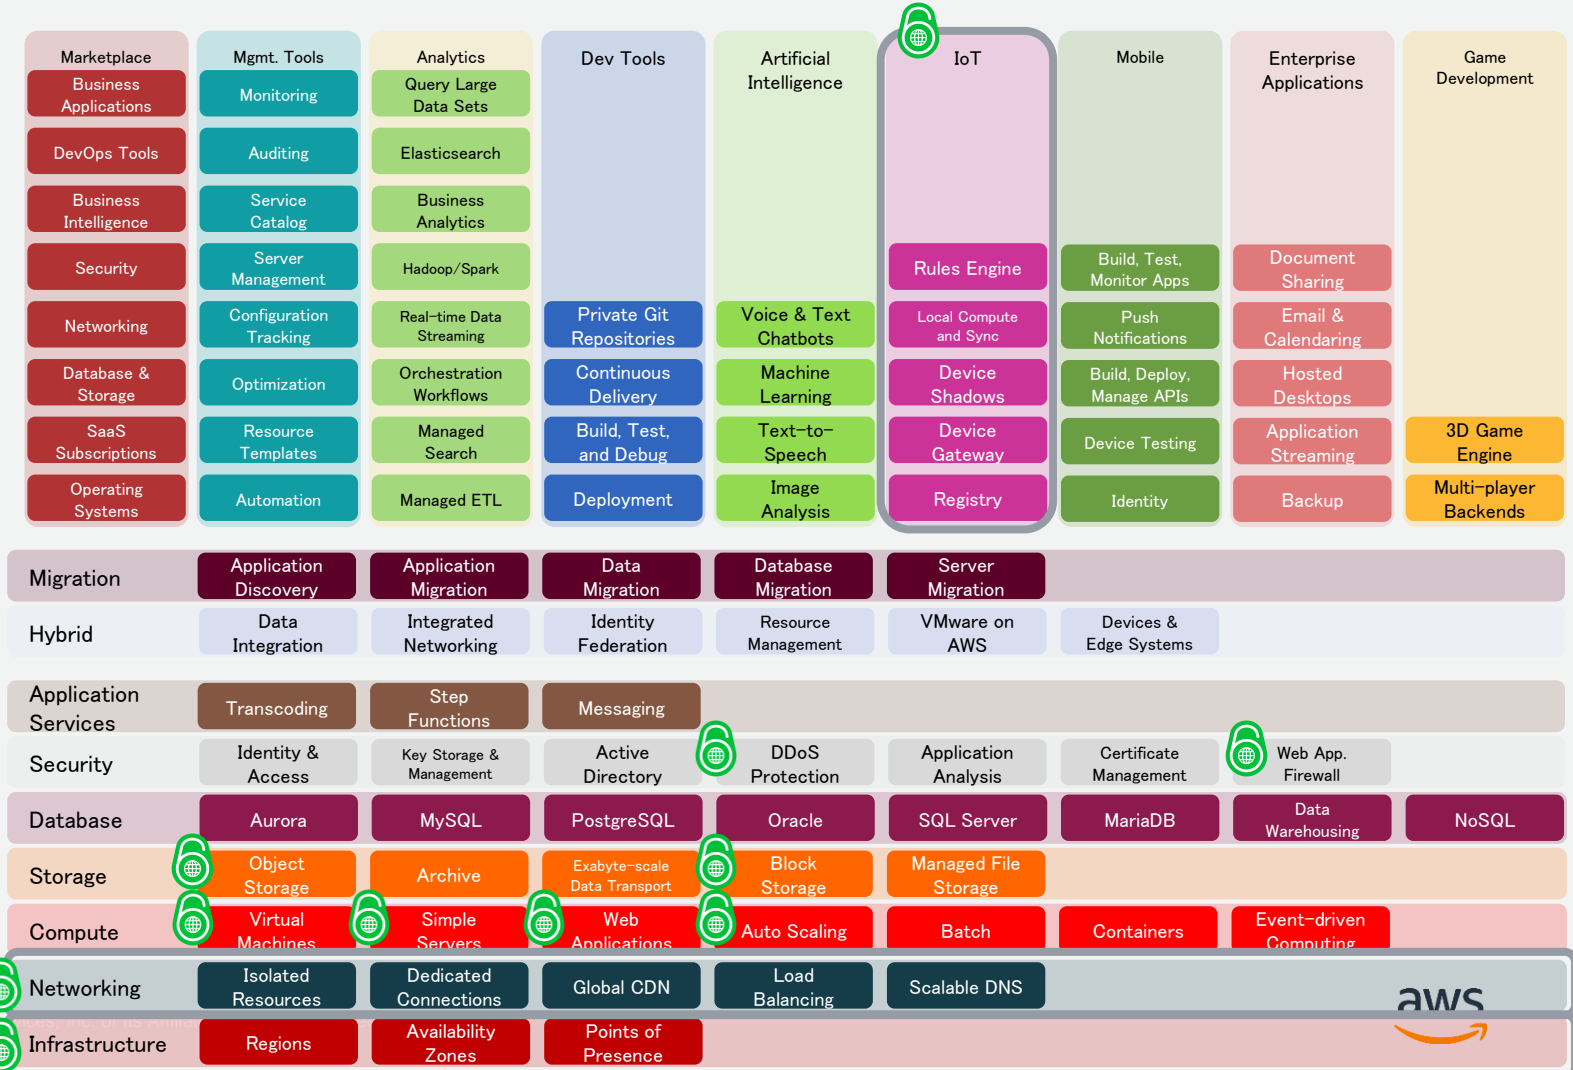 Marketplace
Business
Applications
DevOps Tools
Business
Intelligence
Security
Networking
Database &
Storage
SaaS
Subscriptions
Operating
Systems
Mgmt. Tools
Monitoring
Auditing
Service
Catalog
Server
Management
Configuration
Tracking
Optimization
Resource
Templates
Automation
Analytics
Query Large
Data Sets
Elasticsearch
Business
Analytics
Hadoop/Spark
Real-time Data
Streaming
Orchestration
Workflows
Managed
Search
Managed ETL
Dev Tools
Private Git
Repositories
Continuous
Delivery
Build, Test,
and Debug
Deployment
Artificial
Intelligence
Voice & Text
Chatbots
Machine
Learning
Text-to-
Speech
Image
Analysis
IoT
Rules Engine
Local Compute
and Sync
Device
Shadows
Device
Gateway
Registry
Mobile
Build, Test,
Monitor Apps
Push
Notifications
Build, Deploy,
Manage APIs
Device Testing
Identity
Enterprise
Applications
Document
Sharing
Email &
Calendaring
Hosted
Desktops
Application
Streaming
Backup
Game
Development
3D Game
Engine
Multi-player
Backends
Migration
Application
Discovery
Application
Migration
Data
Migration
Database
Migration
Server
Migration
Hybrid
Data
Integration
Integrated
Networking
Identity
Federation
Resource
Management
VMware on
AWS
Devices &
Edge Systems
Application
Services
Transcoding
Step
Functions
Messaging
Security
Identity &
Access
Key Storage &
Management
Active
Directory
DDoS
Protection
Application
Analysis
Certificate
Management
Web App.
Firewall
Database
Aurora
MySQL
PostgreSQL
Oracle
SQL Server
MariaDB
Data
Warehousing
NoSQL
Storage
Object
Storage
Archive
Exabyte-scale
Data Transport
Block
Storage
Managed File
Storage
Compute
Virtual
Machines
Simple
Servers
Web
Applications
Auto Scaling
Batch
Containers
Event-driven
Computing
Networking
Isolated
Resources
Dedicated
Connections
Global CDN
Load
Balancing
Scalable DNS
aws
Infrastructure
Regions
Availability
Zones
Points of
Presence